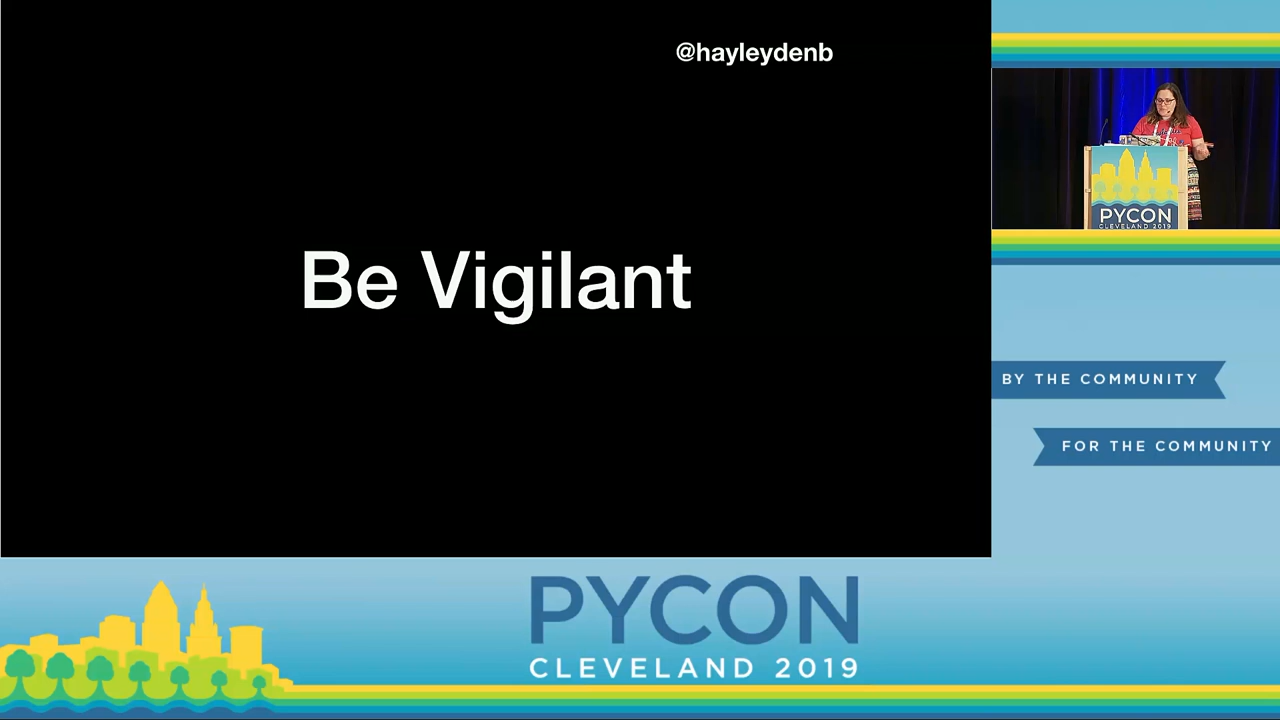 @hayleydenb
Be Vigilant
PYCON
CLEVELAND 2019
BY THE COMMUNITY
FOR THE COMMUNITY
PYCON
CLEVELAND 2019